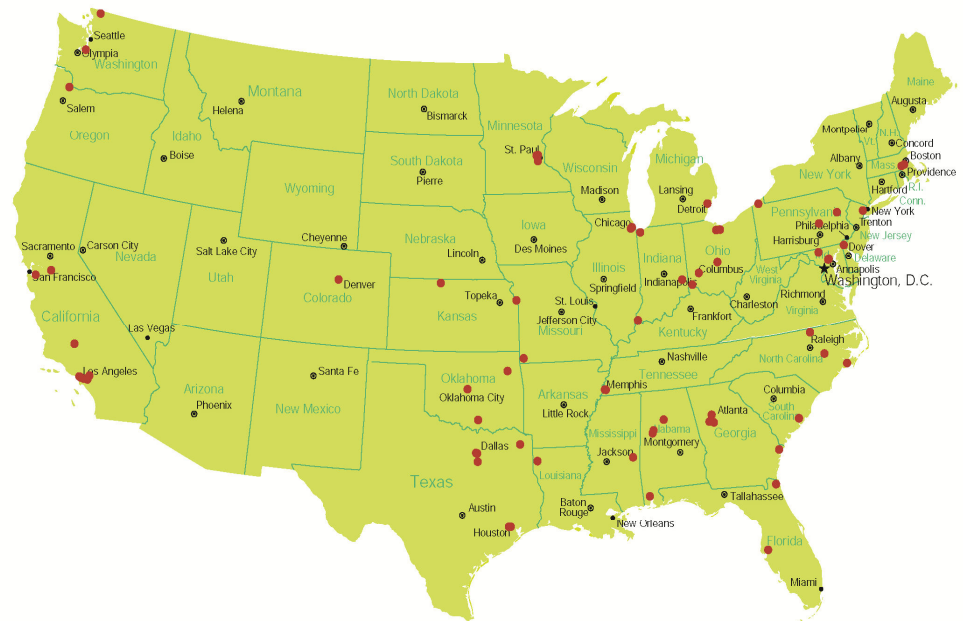 Seattle
Olympia
Washington
Salem
Oregon
Idaho
Boise
Montana
Helena
North Dakota
Bismarck
South Dakota
Pierre
Minnesota
St. Paul
Wisconsin
Madison
Michigan
Lansing
Detroit
Chicago
Maine
Augusta
Montpelier
Vt.
N.H.
Concord
Albany
Boston
Mass.
Providence
New York
Hartford
R.I.
Conn.
Wyoming
Cheyenne
Nebraska
Lincoln
Iowa
Des Moines
Illinois
Springfield
Indiana
Indianapolis
Ohio
Columbus
Pennsylvan
New York
Philadelphia
Trenton
New Jersey
Harrisburg
Dover
Delaware
Annapolis
Washington, D.C.
West
Virginia
Charleston
Richmond
Virginia
Sacramento
Carson City
Nevada
San Francisco
California
Salt Lake City
Utah
Denver
Colorado
Topeka
Kansas
St. Louis
Jefferson City
Missouri
Frankfort
Kentucky
Las Vegas
Los Angeles
Arizona
Phoenix
Santa Fe
New Mexico
Oklahoma
Oklahoma City
Arkansas
Little Rock
Memphis
Nashville
Tennessee
Raleigh
North Carolina
Columbia
South
Carolina
Atlanta
Georgia
Mississippi
Jackson
labama
Montgomery
Dallas
Texas
Austin
Houston
Louisiana
Baton
Rouge
New Orleans
Tallahassee
Florida
Miami